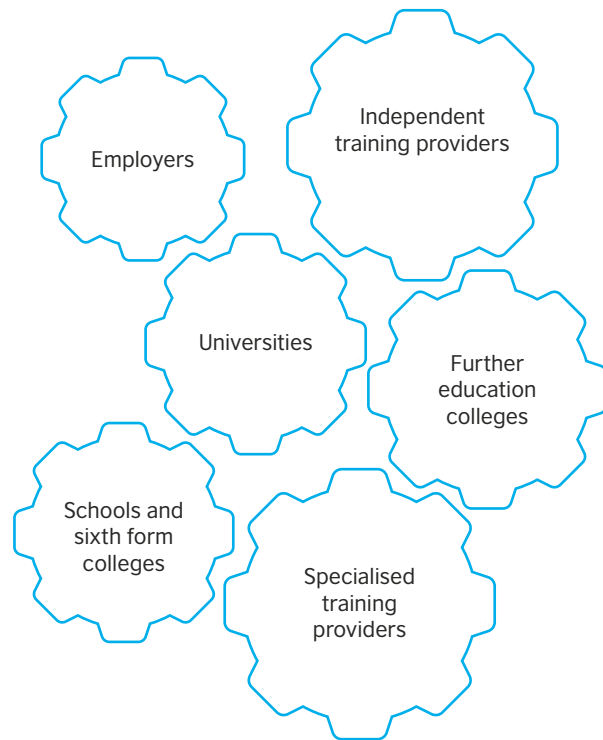 Independent
training providers
Employers
Universities
Further
education
colleges
Schools and
sixth form
colleges
Specialised
training
providers